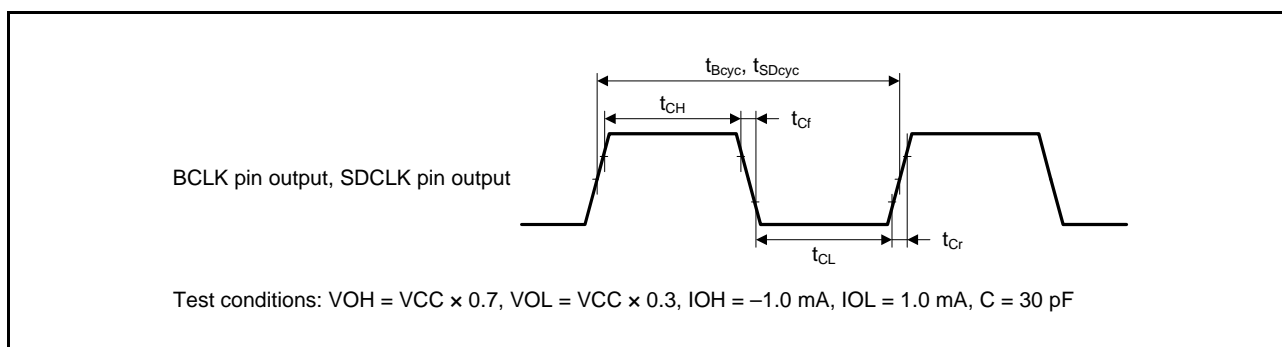 tBcyc, tSDcyc
tCH
tCf
BCLK pin output, SDCLK pin output
tCr
tCL
Test conditions: VOH = VCC × 0.7, VOL = VCC × 0.3, IOH = –1.0 mA, IOL = 1.0 mA, C = 30 pF